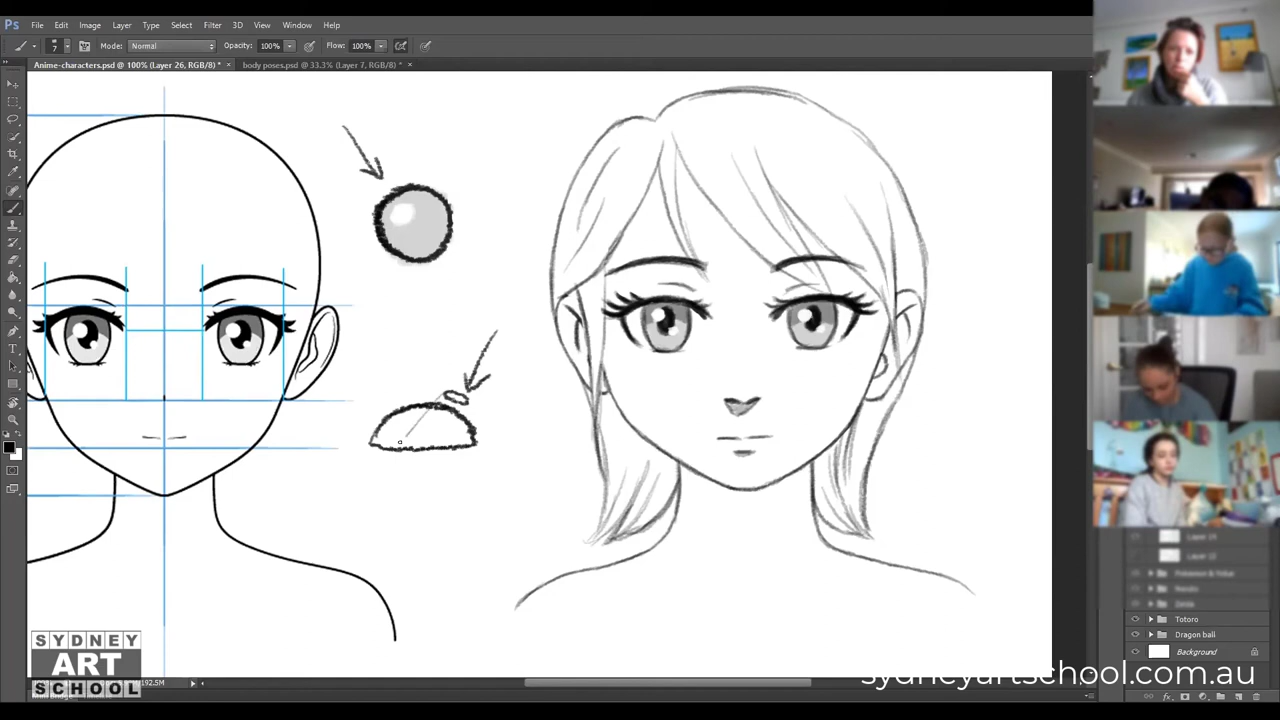 Ps File Edit Image Layer Type Select Filter 3D View Window Help
7 Mode: Normal Opacity: 100% Flow: 100%
Anime-characters.psd @ 100% (Layer 26, RGB/8) * × body poses.psd @ 33.3% (Layer 7, RGB/8) * ×
Totoro
Dragon ball
Background
SYDNEY
ART
SCHOOL
sydneyartschool.com.au